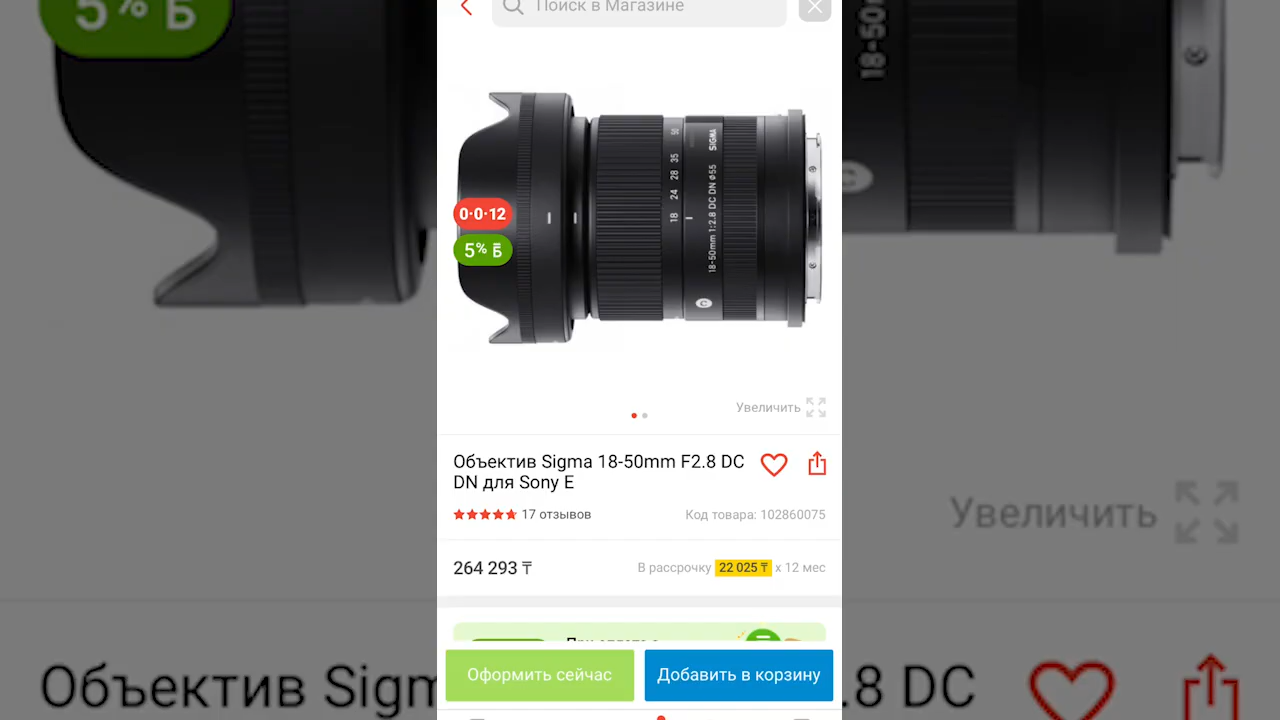 Поиск в Магазине
5% Б
18-50
0·0·12
5% Б
50
35
28
24
18
SIGMA
18-50mm 1:2.8 DC DN ø55
C
Увеличить
Объектив Sigma 18-50mm F2.8 DC
DN для Sony E
17 отзывов
Код товара: 102860075
264 293 ₸
В рассрочку 22 025 ₸ x 12 мес
Оформить сейчас
Добавить в корзину
Увеличить
Объектив Sigm
.8 DC